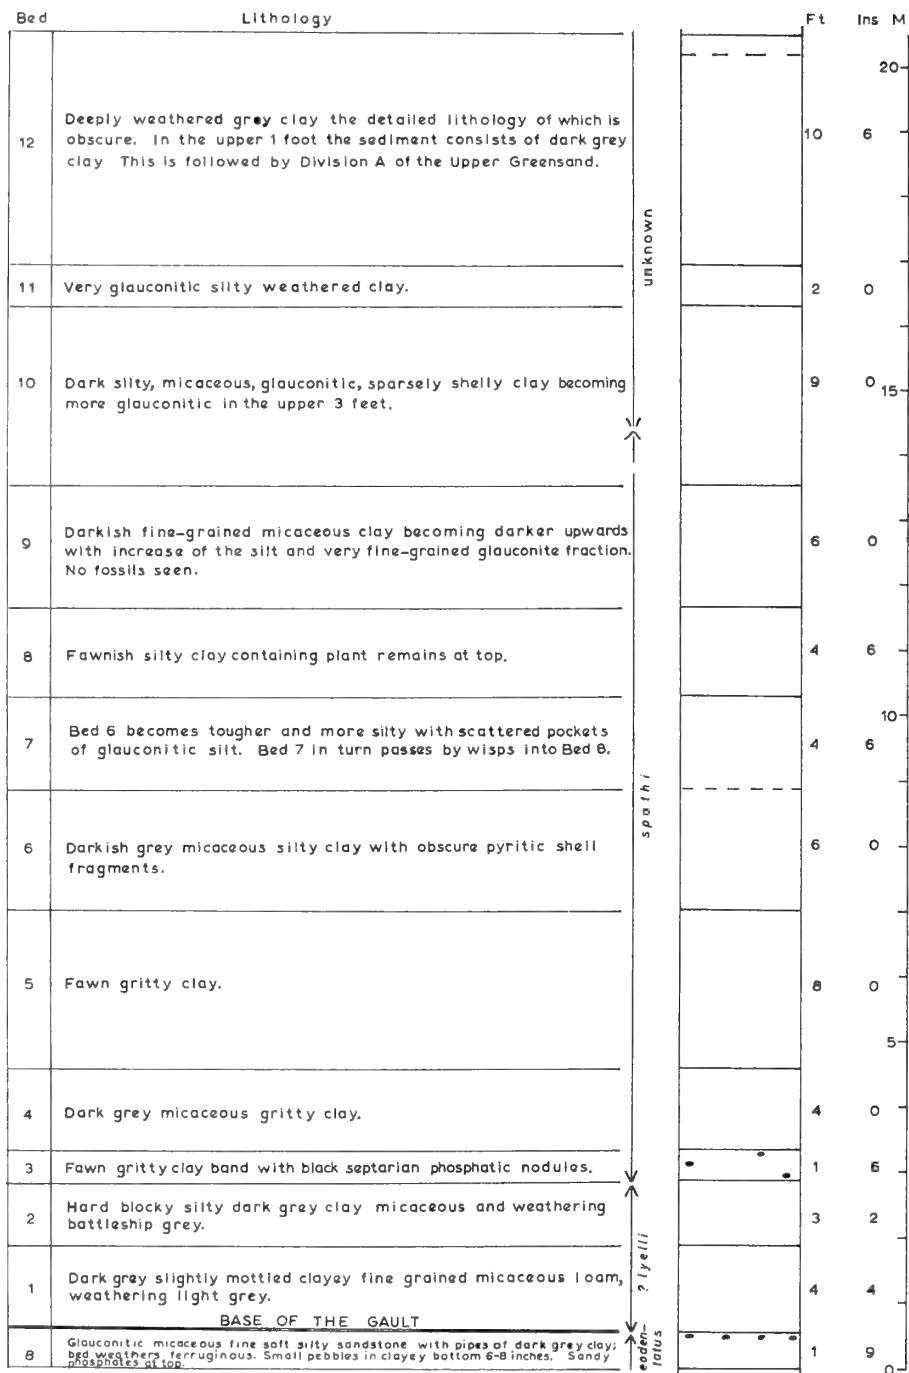 Bed Lithology Ft Ins M
20
12 Deeply weathered grey clay the detailed lithology of which is
obscure. In the upper 1 foot the sediment consists of dark grey
clay This is followed by Division A of the Upper Greensand.
10 6
unknown
11 Very glauconitic silty weathered clay. 2 0
10 Dark silty, micaceous, glauconitic, sparsely shelly clay becoming
more glauconitic in the upper 3 feet.
9 0
15
9 Darkish fine-grained micaceous clay becoming darker upwards
with increase of the silt and very fine-grained glauconite fraction.
No fossils seen.
6 0
8 Fawnish silty clay containing plant remains at top. 4 6
10
7 Bed 6 becomes tougher and more silty with scattered pockets
of glauconitic silt. Bed 7 in turn passes by wisps into Bed 8.
4 6
spathi
6 Darkish grey micaceous silty clay with obscure pyritic shell
fragments.
6 0
5 Fawn gritty clay. 8 0
5
4 Dark grey micaceous gritty clay. 4 0
3 Fawn gritty clay band with black septarian phosphatic nodules. 1 6
2 Hard blocky silty dark grey clay micaceous and weathering
battleship grey.
3 2
? lyelli
1 Dark grey slightly mottled clayey fine grained micaceous loam,
weathering light grey.
4 4
BASE OF THE GAULT
8 Glauconitic micaceous fine soft silty sandstone with pipes of dark grey clay;
bed weathers ferruginous. Small pebbles in clayey bottom 6-8 inches. Sandy
phosphates at top.
eoden-
tatus
1 9
0